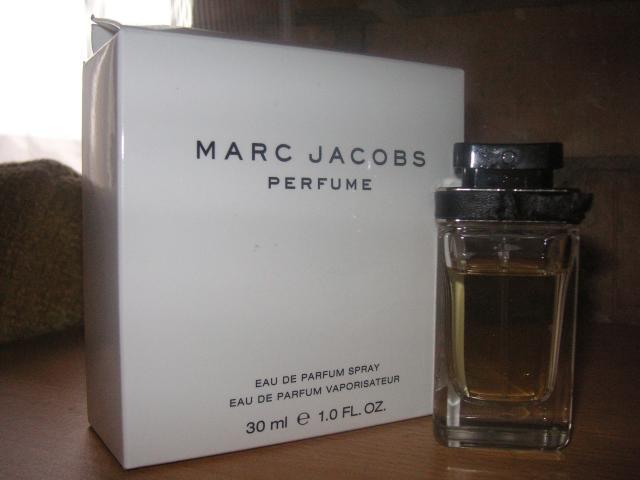 MARC JACOBS
PERFUME
EAU DE PARFUM SPRAY
EAU DE PARFUM VAPORISATEUR
30 ml ℮ 1.0 FL. OZ.